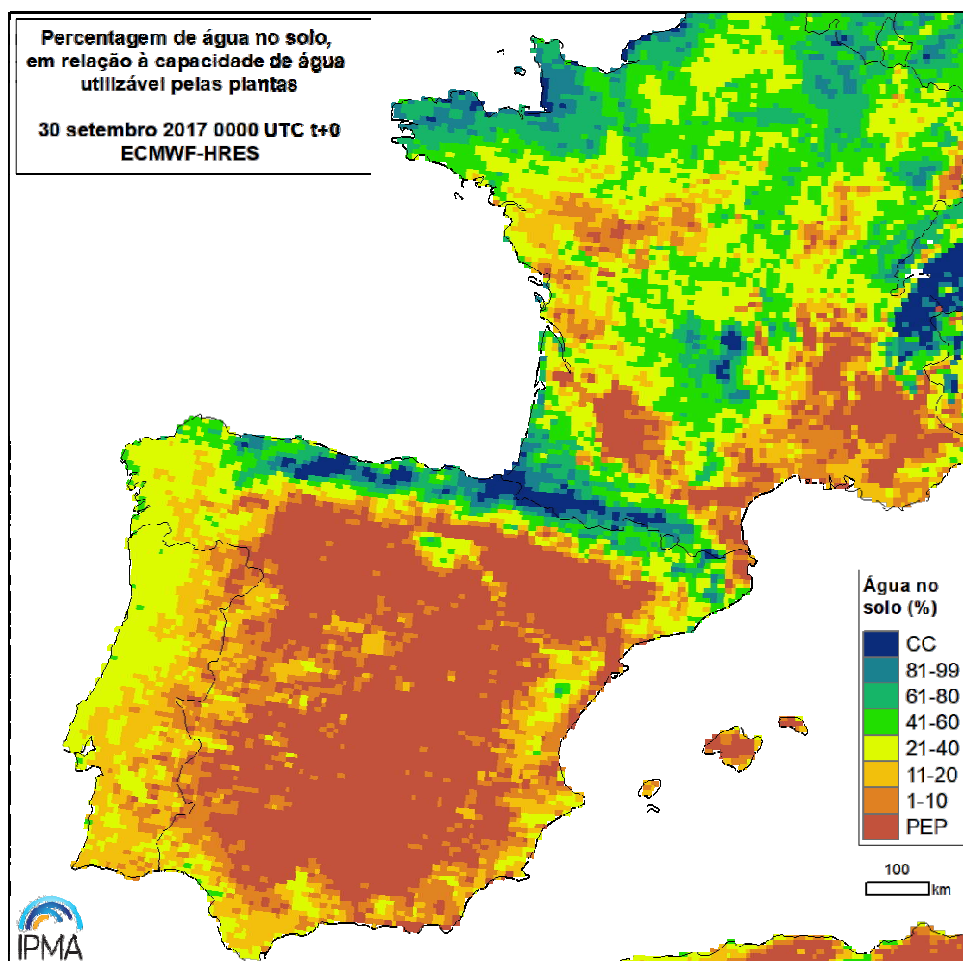 Percentagem de água no solo,
em relação à capacidade de água
utilizável pelas plantas
30 setembro 2017 0000 UTC t+0
ECMWF-HRES
Água no
solo (%)
CC
81-99
61-80
41-60
21-40
11-20
1-10
PEP
100
km
IPMA